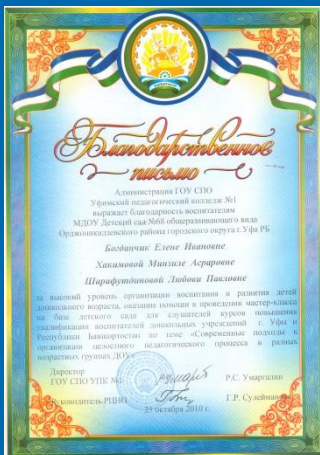 Благодарственное
письмо
Администрация ГОУ СПО
Уфимский педагогический колледж №1
выражает благодарность воспитателям
МДОУ Детский сад №68 общеразвивающего вида
Орджоникидзевского района городского округа г.Уфа РБ
Богданчик Елене Ивановне
Хакимовой Минзиле Асраровне
Шарафутдиновой Любови Павловне
за высокий уровень организации воспитания и развития детей
дошкольного возраста, оказание помощи в проведении мастер-класса
на базе детского сада для слушателей курсов повышения
квалификации воспитателей дошкольных учреждений г. Уфы и
Республики Башкортостан по теме «Современные подходы к
организации целостного педагогического процесса в разных
возрастных группах ДОУ»
Директор
ГОУ СПО УПК №1 Р.С. Умаргалин
Руководитель РЦНО Г.Р. Сулейманова
23 октября 2010 г.